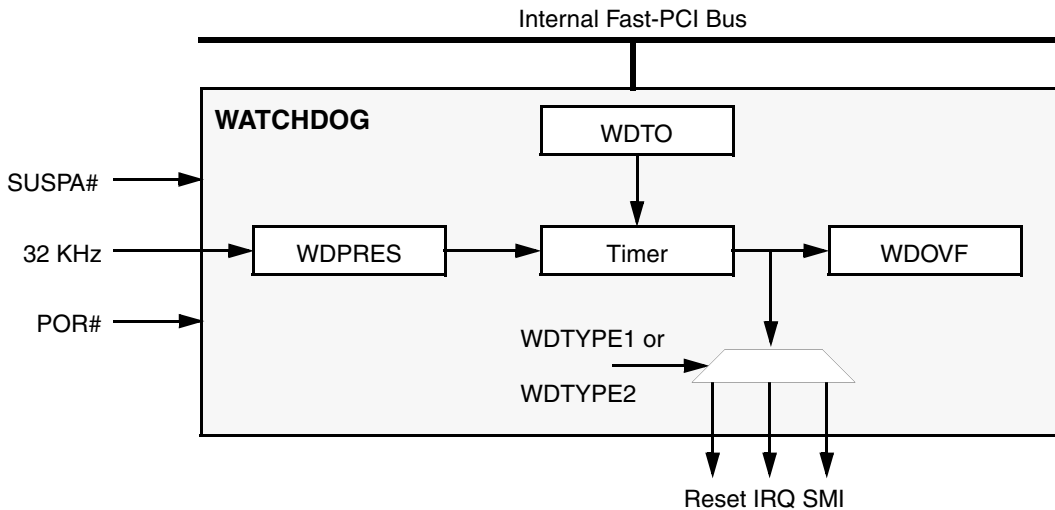 Internal Fast-PCI Bus
WATCHDOG
WDTO
SUSPA#
32 KHz
WDPRES
Timer
WDOVF
POR#
WDTYPE1 or
WDTYPE2
Reset IRQ SMI